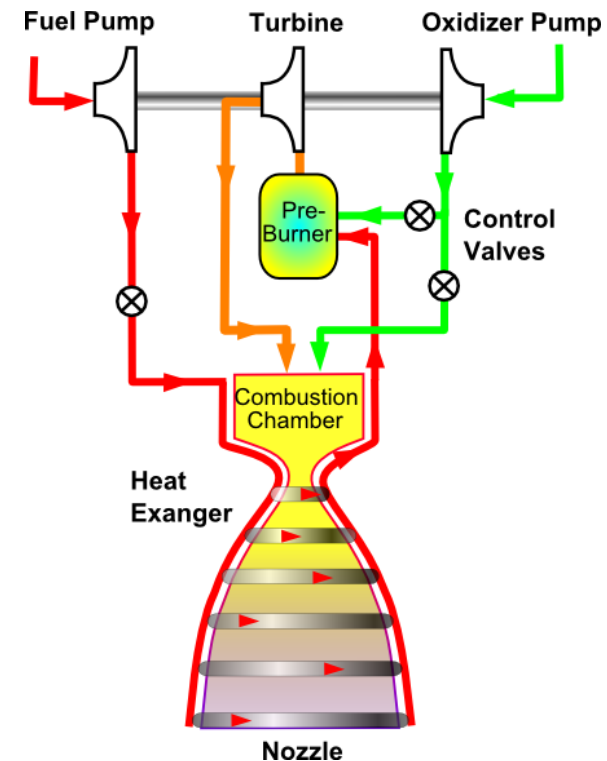 Fuel Pump
Turbine
Oxidizer Pump
Pre-
Burner
Control
Valves
Combustion
Chamber
Heat
Exanger
Nozzle